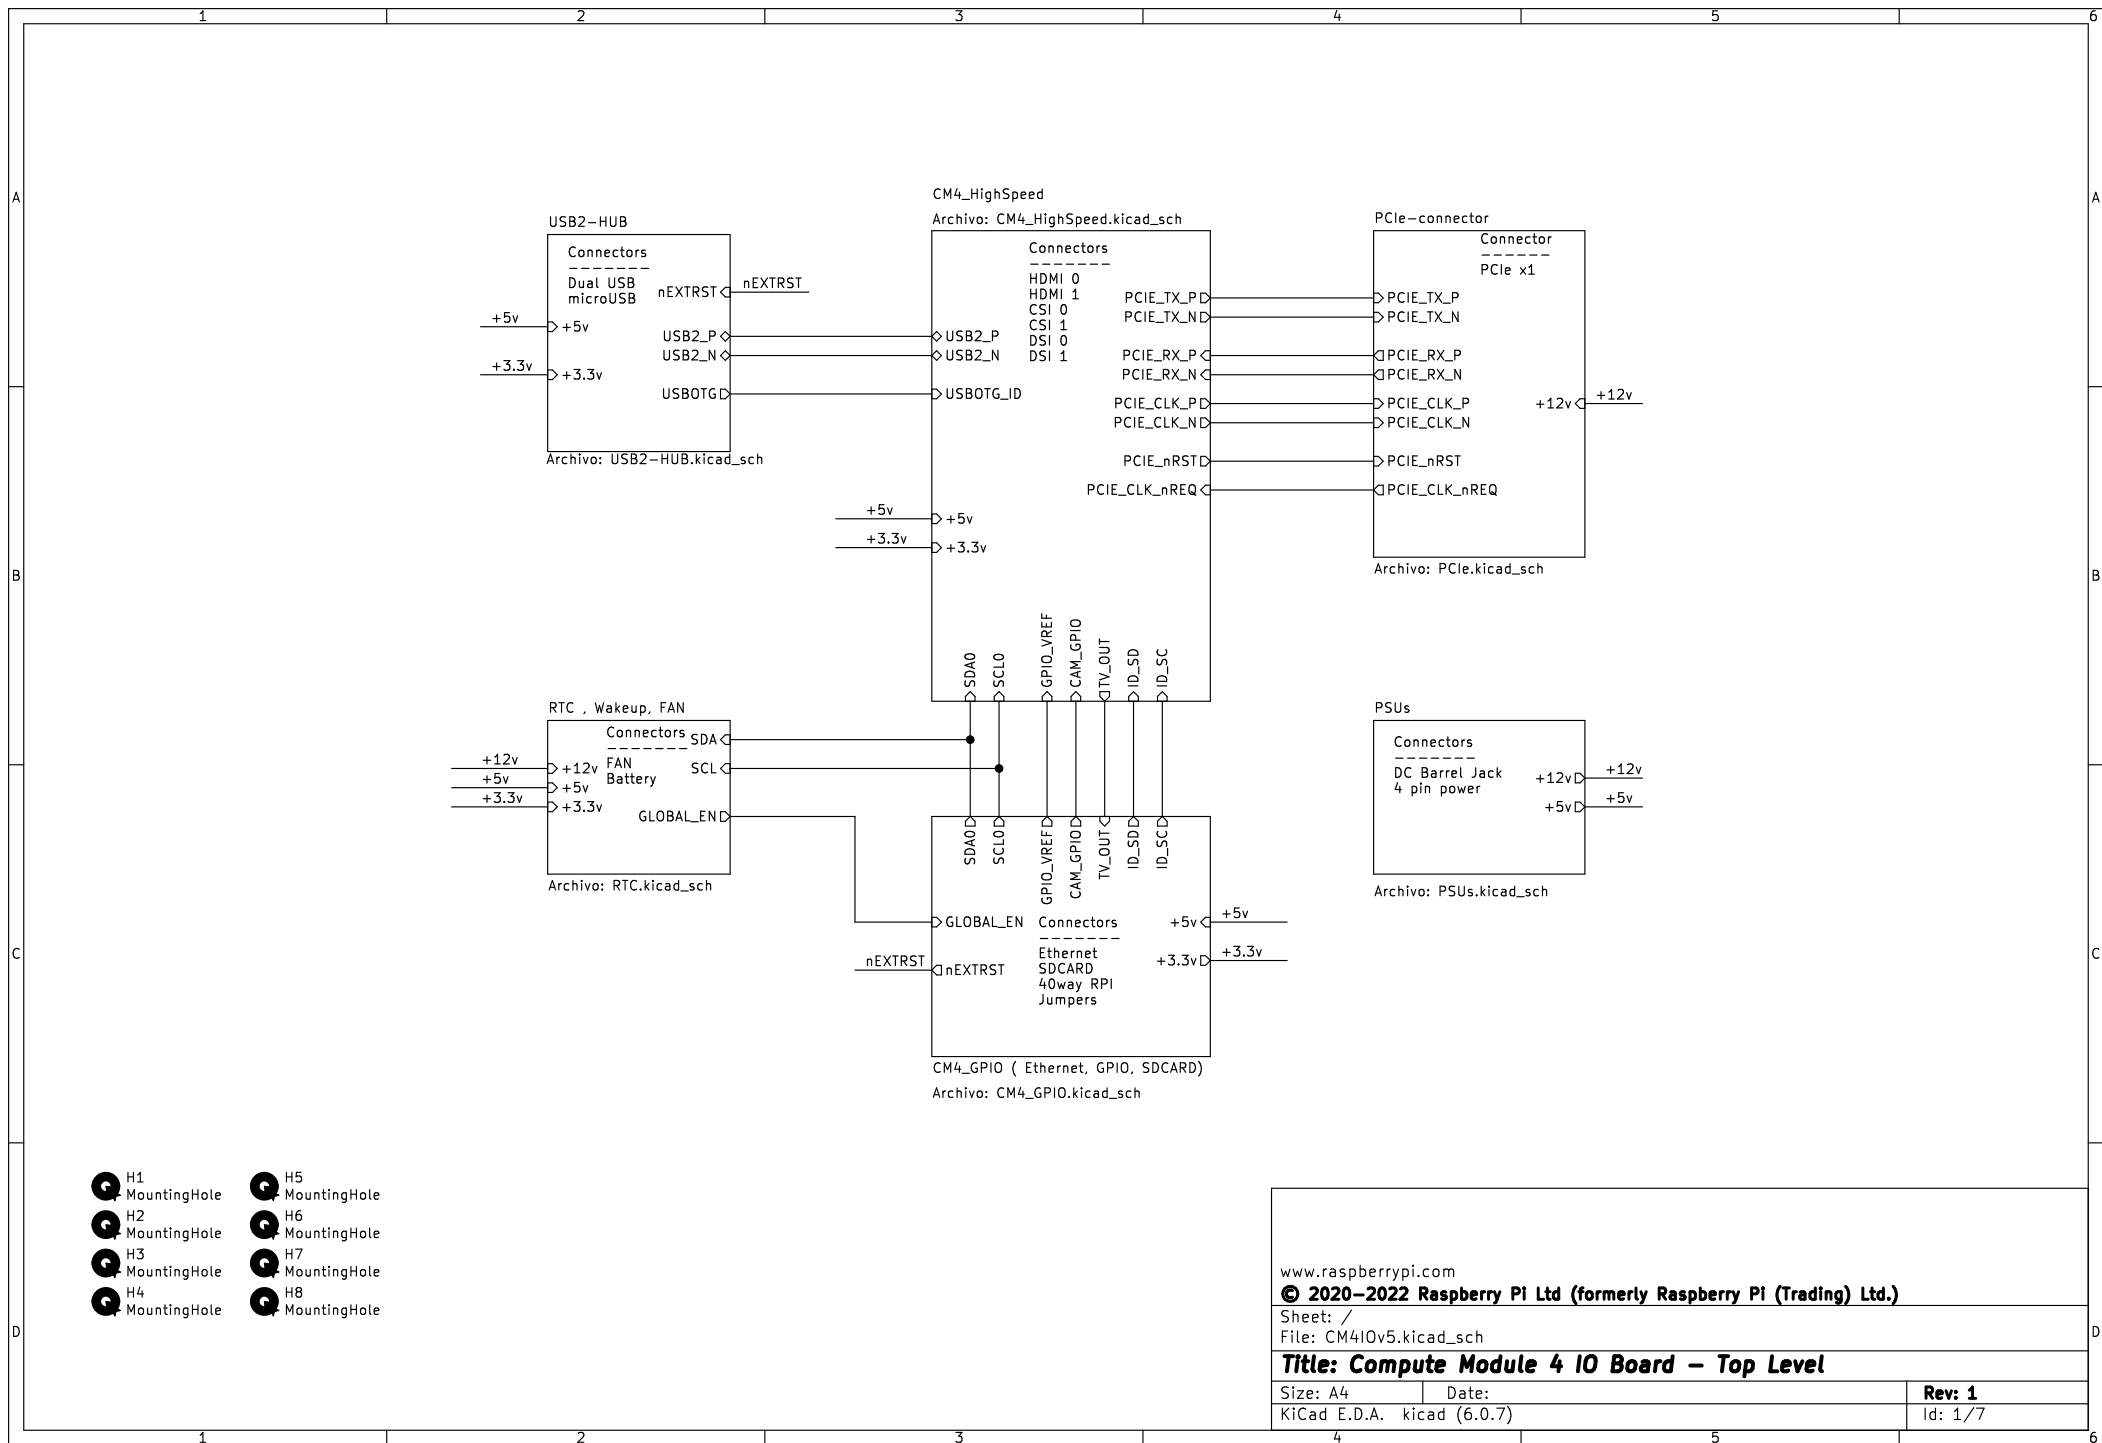 1 2 3 4 5 6
A A
B B
C C
D D
USB2-HUB
Connectors
--------
Dual USB
microUSB
nEXTRST
nEXTRST
+5v
+5v
+3.3v
+3.3v
USB2_P
USB2_N
USBOTG
Archivo: USB2-HUB.kicad_sch
CM4_HighSpeed
Archivo: CM4_HighSpeed.kicad_sch
Connectors
--------
HDMI 0
HDMI 1
CSI 0
CSI 1
DSI 0
DSI 1
USB2_P
USB2_N
USBOTG_ID
+5v
+5v
+3.3v
+3.3v
PCIE_TX_P
PCIE_TX_N
PCIE_RX_P
PCIE_RX_N
PCIE_CLK_P
PCIE_CLK_N
PCIE_nRST
PCIE_CLK_nREQ
SDA0
SCL0
GPIO_VREF
CAM_GPIO
TV_OUT
ID_SD
ID_SC
PCIe-connector
Connector
-------
PCIe x1
PCIE_TX_P
PCIE_TX_N
PCIE_RX_P
PCIE_RX_N
PCIE_CLK_P
PCIE_CLK_N
PCIE_nRST
PCIE_CLK_nREQ
+12v
+12v
Archivo: PCIe.kicad_sch
RTC , Wakeup, FAN
Connectors
--------
FAN
Battery
SDA
SCL
GLOBAL_EN
+12v
+12v
+5v
+5v
+3.3v
+3.3v
Archivo: RTC.kicad_sch
SDA0
SCL0
GPIO_VREF
CAM_GPIO
TV_OUT
ID_SD
ID_SC
GLOBAL_EN
nEXTRST
nEXTRST
Connectors
--------
Ethernet
SDCARD
40way RPI
Jumpers
+5v
+5v
+3.3v
+3.3v
CM4_GPIO ( Ethernet, GPIO, SDCARD)
Archivo: CM4_GPIO.kicad_sch
PSUs
Connectors
--------
DC Barrel Jack
4 pin power
+12v
+12v
+5v
+5v
Archivo: PSUs.kicad_sch
H1
MountingHole
H2
MountingHole
H3
MountingHole
H4
MountingHole
H5
MountingHole
H6
MountingHole
H7
MountingHole
H8
MountingHole
www.raspberrypi.com
© 2020-2022 Raspberry Pi Ltd (formerly Raspberry Pi (Trading) Ltd.)
Sheet: /
File: CM4IOv5.kicad_sch
Title: Compute Module 4 IO Board - Top Level
Size: A4 Date: Rev: 1
KiCad E.D.A. kicad (6.0.7) Id: 1/7
1 2 3 4 5 6